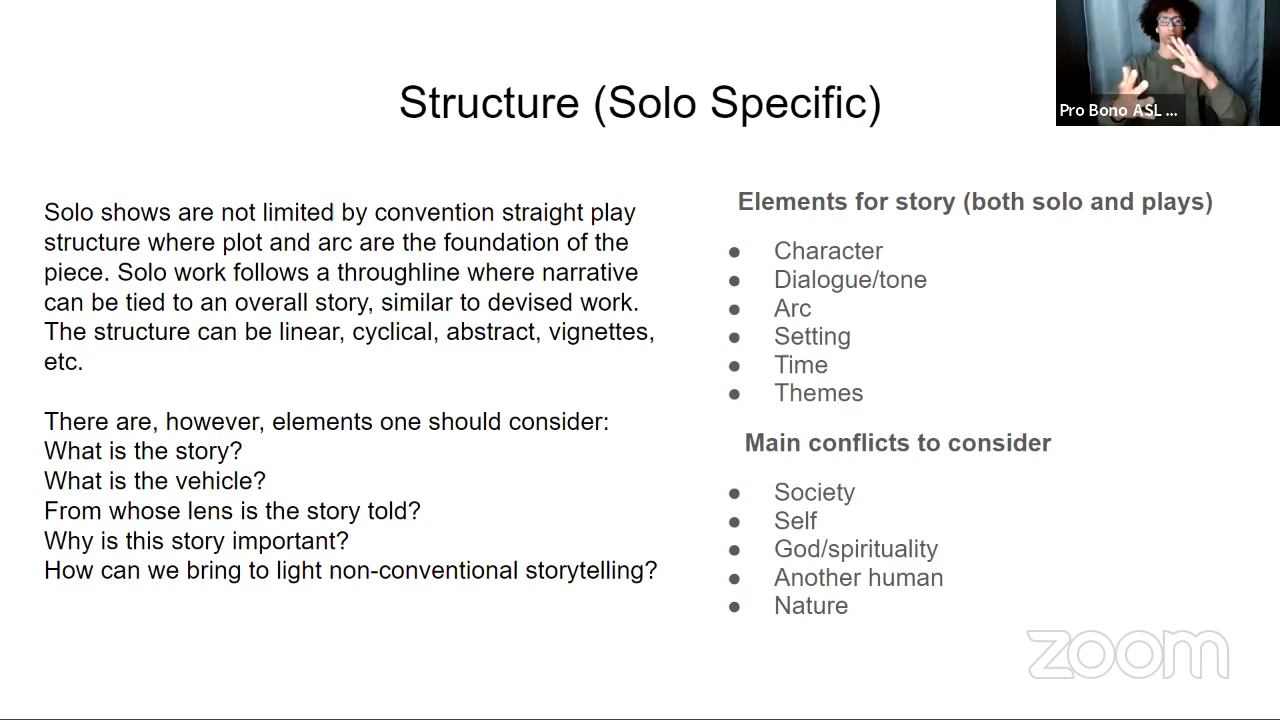 Structure (Solo Specific)
Pro Bono ASL ...
Solo shows are not limited by convention straight play
structure where plot and arc are the foundation of the
piece. Solo work follows a throughline where narrative
can be tied to an overall story, similar to devised work.
The structure can be linear, cyclical, abstract, vignettes,
etc.
There are, however, elements one should consider:
What is the story?
What is the vehicle?
From whose lens is the story told?
Why is this story important?
How can we bring to light non-conventional storytelling?
Elements for story (both solo and plays)
● Character
● Dialogue/tone
● Arc
● Setting
● Time
● Themes
Main conflicts to consider
● Society
● Self
● God/spirituality
● Another human
● Nature
zoom